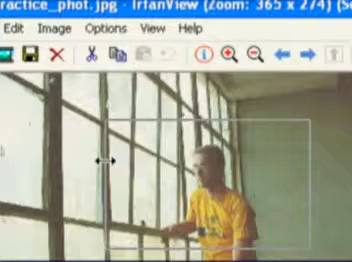 ractice_phot.jpg - IrfanView (Zoom: 365 x 274) (Se
Edit Image Options View Help